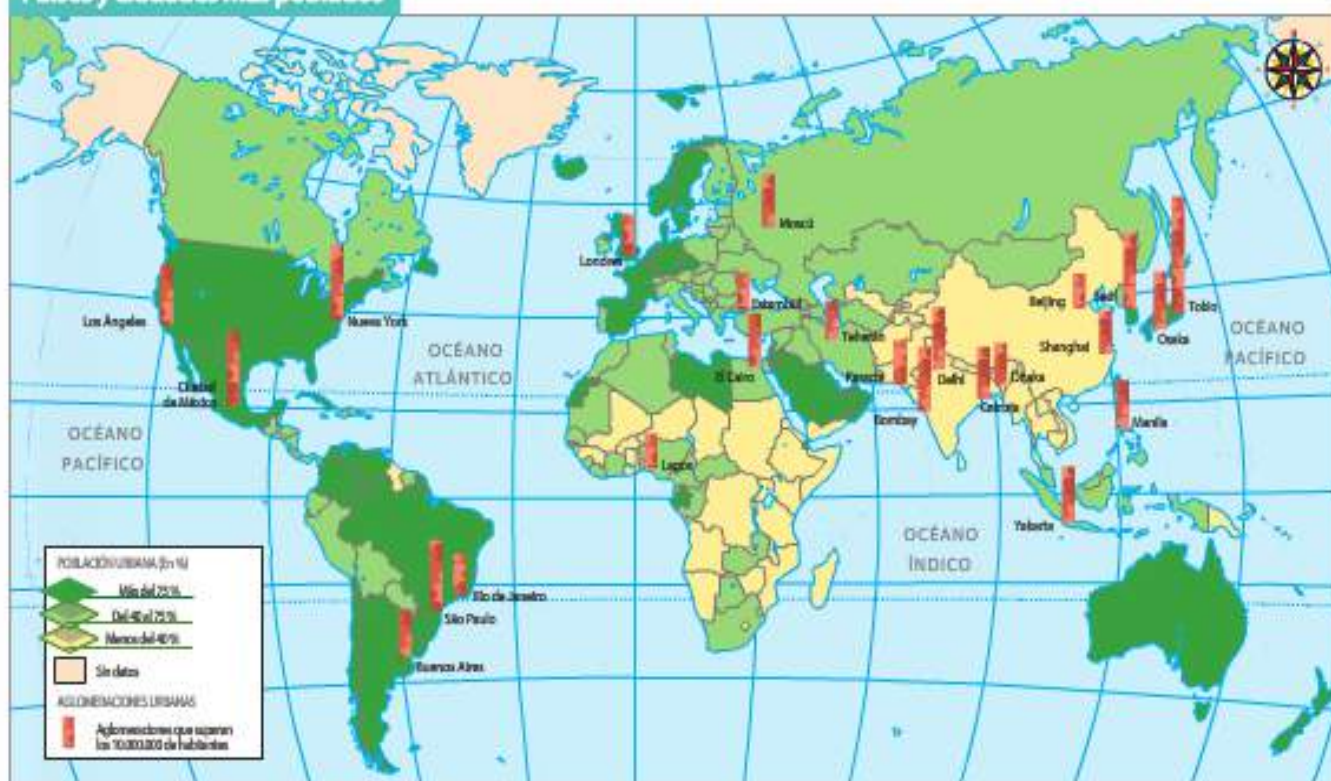 más poblados
Moscú
Londres
Los Ángeles
Nueva York
Estambul
Teherán
Beijing
Seúl
Tokio
Osaka
Shanghai
OCÉANO
PACÍFICO
OCÉANO
ATLÁNTICO
Ciudad
de México
El Cairo
Karachi
Delhi
Dhaka
Bombay
Calcuta
Manila
OCÉANO
PACÍFICO
Lagos
Yakarta
OCÉANO
ÍNDICO
Río de Janeiro
São Paulo
Buenos Aires
POBLACIÓN URBANA (En %)
Más del 75 %
Del 40 al 75 %
Menos del 40 %
Sin datos
AGLOMERACIONES URBANAS
Aglomeraciones que superan
los 10.000.000 de habitantes